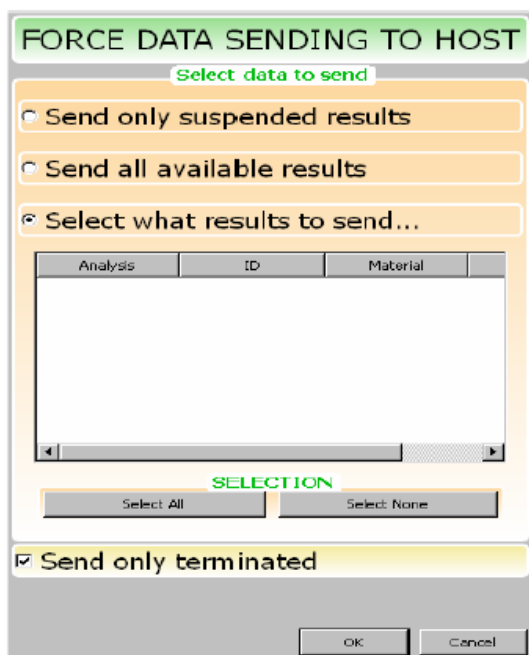 FORCE DATA SENDING TO HOST
Select data to send
Send only suspended results
Send all available results
Select what results to send...
Analysis ID Material
SELECTION
Select All Select None
Send only terminated
OK Cancel